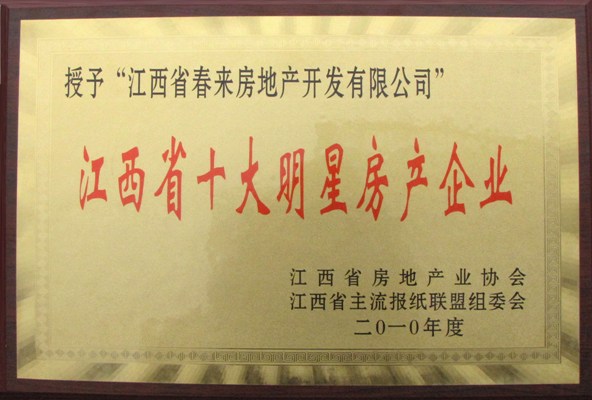 授予“江西省春来房地产开发有限公司”
江西省十大明星房产企业
江西省房地产业协会
江西省主流报纸联盟组委会
二〇一〇年度